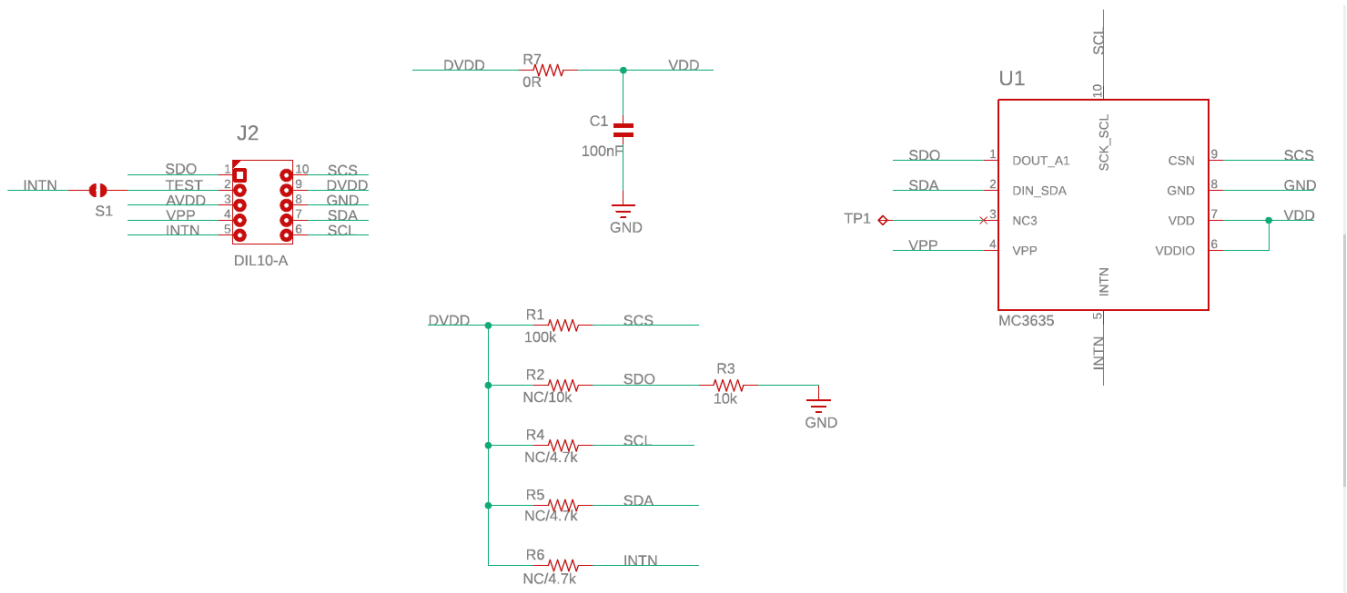 J2
INTN
S1
SDO 1 10 SCS
TEST 2 9 DVDD
AVDD 3 8 GND
VPP 4 7 SDA
INTN 5 6 SCL
DIL10-A
DVDD R7 VDD
0R
C1
100nF
GND
DVDD R1 SCS
100k
R2 SDO R3
NC/10k 10k
GND
R4 SCL
NC/4.7k
R5 SDA
NC/4.7k
R6 INTN
NC/4.7k
SCL
U1
10
SCK_SCL
SDO 1 DOUT_A1 CSN 9 SCS
SDA 2 DIN_SDA GND 8 GND
TP1 3 NC3 VDD 7 VDD
VPP 4 VPP VDDIO 6
INTN
MC3635 5
INTN